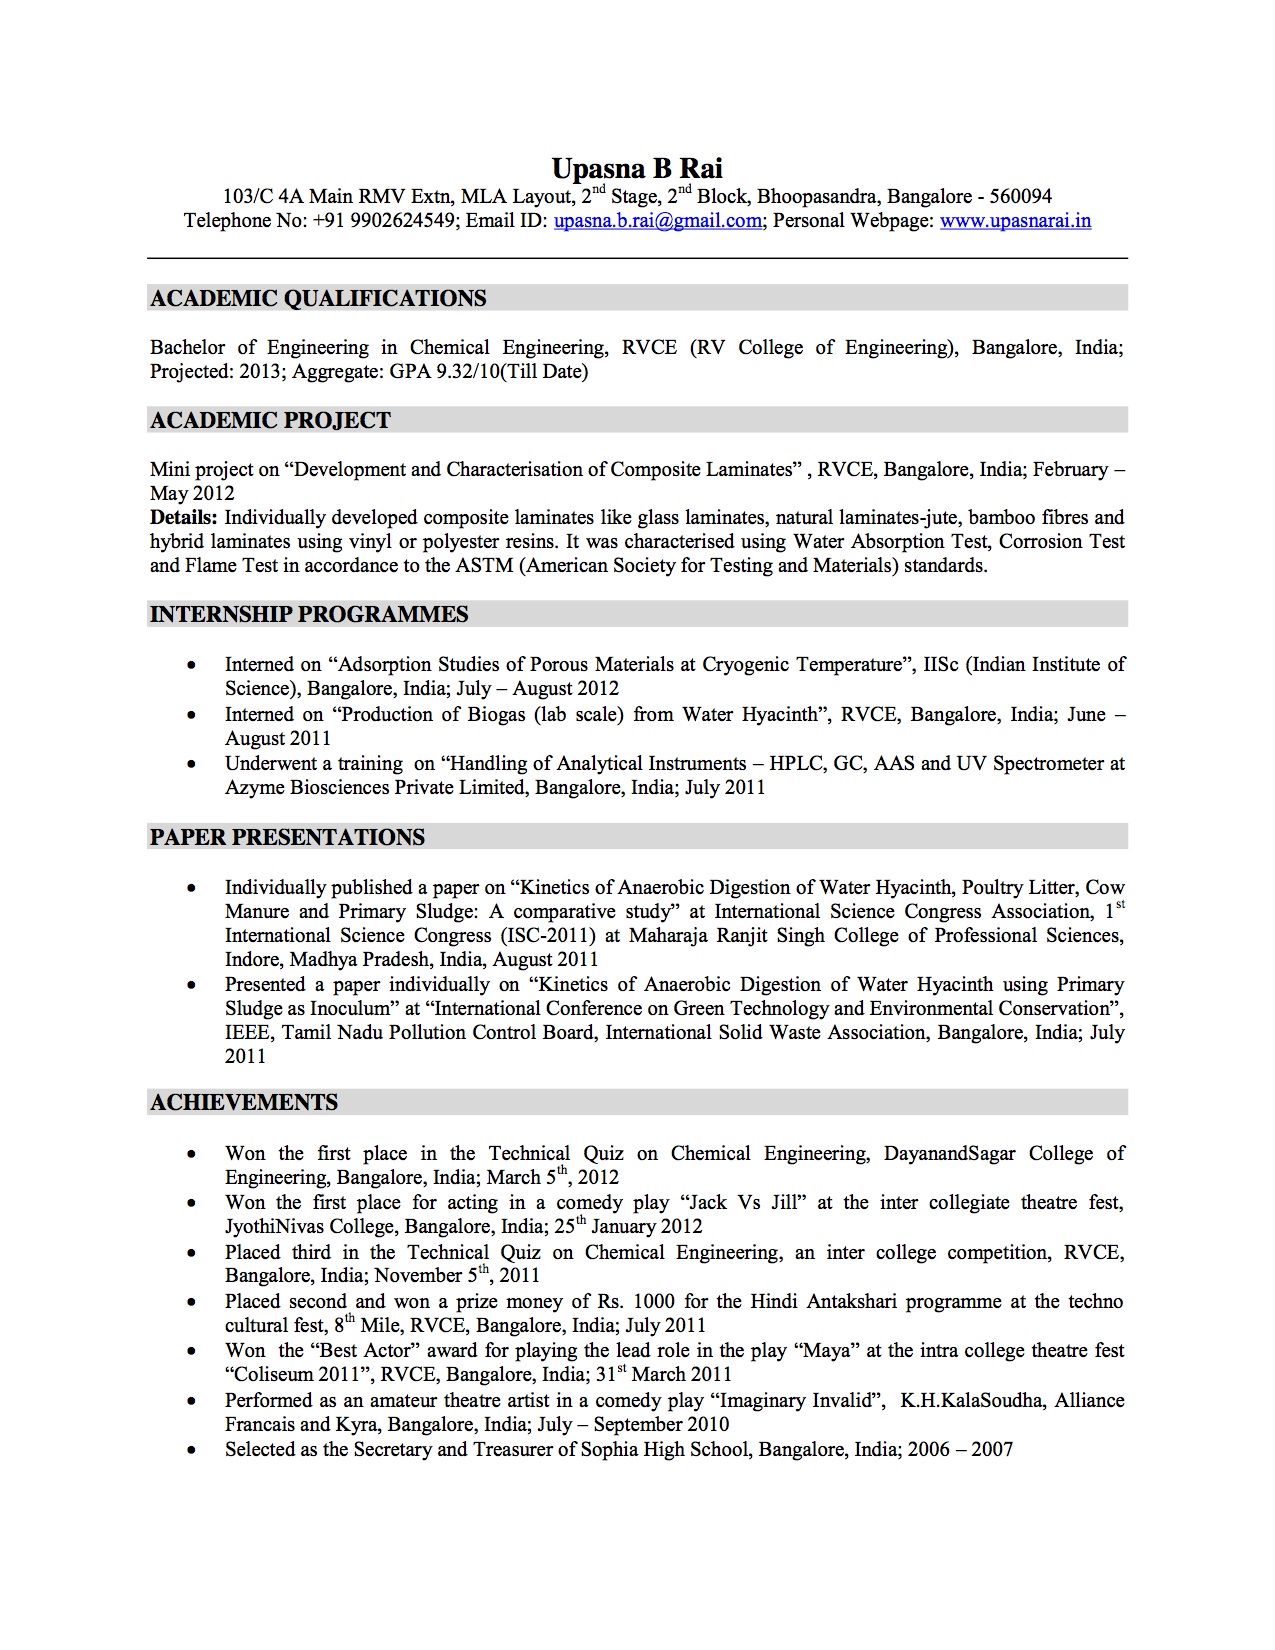 Upasna B Rai
103/C 4A Main RMV Extn, MLA Layout, 2nd Stage, 2nd Block, Bhoopasandra, Bangalore - 560094
Telephone No: +91 9902624549; Email ID: upasna.b.rai@gmail.com; Personal Webpage: www.upasnarai.in
ACADEMIC QUALIFICATIONS
Bachelor of Engineering in Chemical Engineering, RVCE (RV College of Engineering), Bangalore, India;
Projected: 2013; Aggregate: GPA 9.32/10(Till Date)
ACADEMIC PROJECT
Mini project on “Development and Characterisation of Composite Laminates” , RVCE, Bangalore, India; February –
May 2012
Details: Individually developed composite laminates like glass laminates, natural laminates-jute, bamboo fibres and
hybrid laminates using vinyl or polyester resins. It was characterised using Water Absorption Test, Corrosion Test
and Flame Test in accordance to the ASTM (American Society for Testing and Materials) standards.
INTERNSHIP PROGRAMMES
• Interned on “Adsorption Studies of Porous Materials at Cryogenic Temperature”, IISc (Indian Institute of
Science), Bangalore, India; July – August 2012
• Interned on “Production of Biogas (lab scale) from Water Hyacinth”, RVCE, Bangalore, India; June –
August 2011
• Underwent a training on “Handling of Analytical Instruments – HPLC, GC, AAS and UV Spectrometer at
Azyme Biosciences Private Limited, Bangalore, India; July 2011
PAPER PRESENTATIONS
• Individually published a paper on “Kinetics of Anaerobic Digestion of Water Hyacinth, Poultry Litter, Cow
Manure and Primary Sludge: A comparative study” at International Science Congress Association, 1st
International Science Congress (ISC-2011) at Maharaja Ranjit Singh College of Professional Sciences,
Indore, Madhya Pradesh, India, August 2011
• Presented a paper individually on “Kinetics of Anaerobic Digestion of Water Hyacinth using Primary
Sludge as Inoculum” at “International Conference on Green Technology and Environmental Conservation”,
IEEE, Tamil Nadu Pollution Control Board, International Solid Waste Association, Bangalore, India; July
2011
ACHIEVEMENTS
• Won the first place in the Technical Quiz on Chemical Engineering, DayanandSagar College of
Engineering, Bangalore, India; March 5th, 2012
• Won the first place for acting in a comedy play “Jack Vs Jill” at the inter collegiate theatre fest,
JyothiNivas College, Bangalore, India; 25th January 2012
• Placed third in the Technical Quiz on Chemical Engineering, an inter college competition, RVCE,
Bangalore, India; November 5th, 2011
• Placed second and won a prize money of Rs. 1000 for the Hindi Antakshari programme at the techno
cultural fest, 8th Mile, RVCE, Bangalore, India; July 2011
• Won the “Best Actor” award for playing the lead role in the play “Maya” at the intra college theatre fest
“Coliseum 2011”, RVCE, Bangalore, India; 31st March 2011
• Performed as an amateur theatre artist in a comedy play “Imaginary Invalid”, K.H.KalaSoudha, Alliance
Francais and Kyra, Bangalore, India; July – September 2010
• Selected as the Secretary and Treasurer of Sophia High School, Bangalore, India; 2006 – 2007